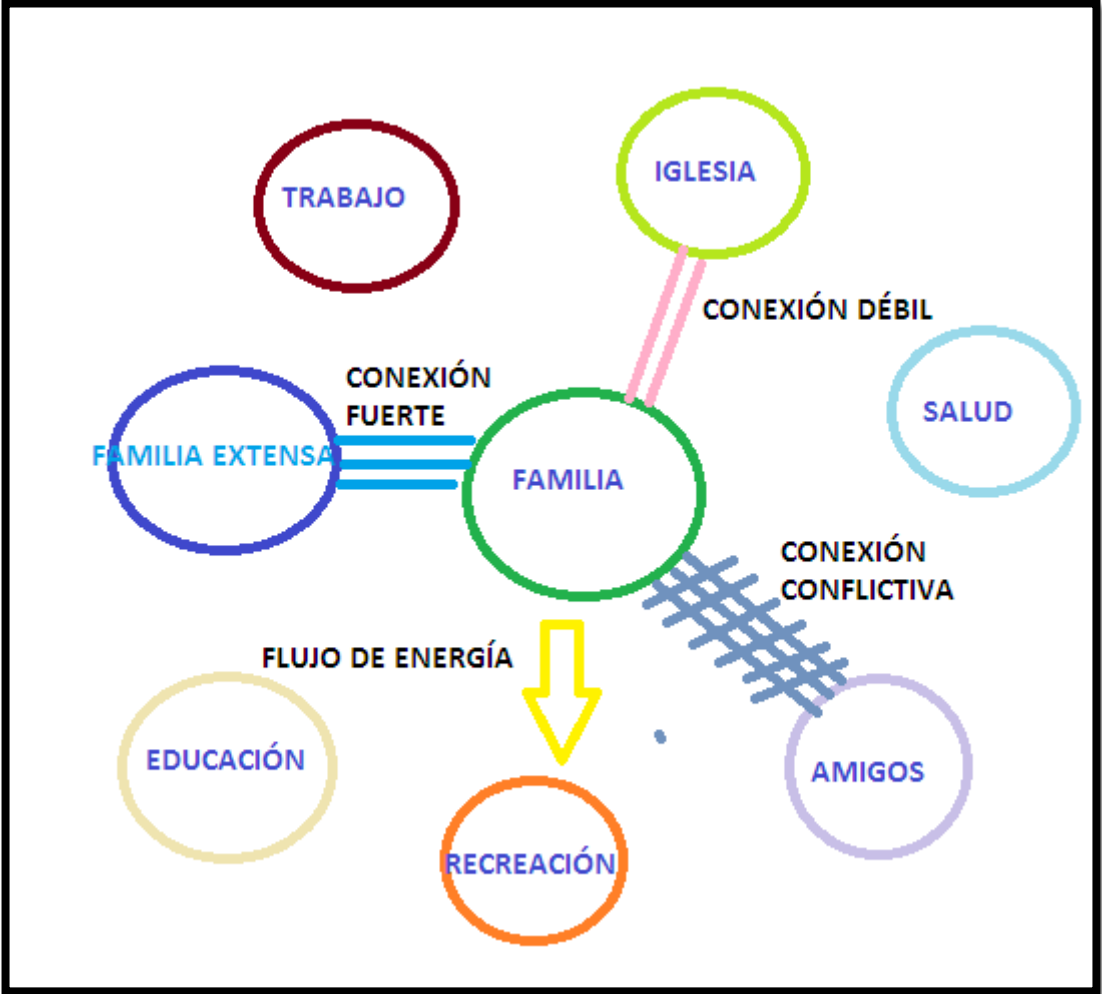 IGLESIA
TRABAJO
CONEXIÓN DÉBIL
CONEXIÓN
FUERTE
SALUD
FAMILIA EXTENSA
FAMILIA
CONEXIÓN
CONFLICTIVA
FLUJO DE ENERGÍA
EDUCACIÓN
AMIGOS
RECREACIÓN